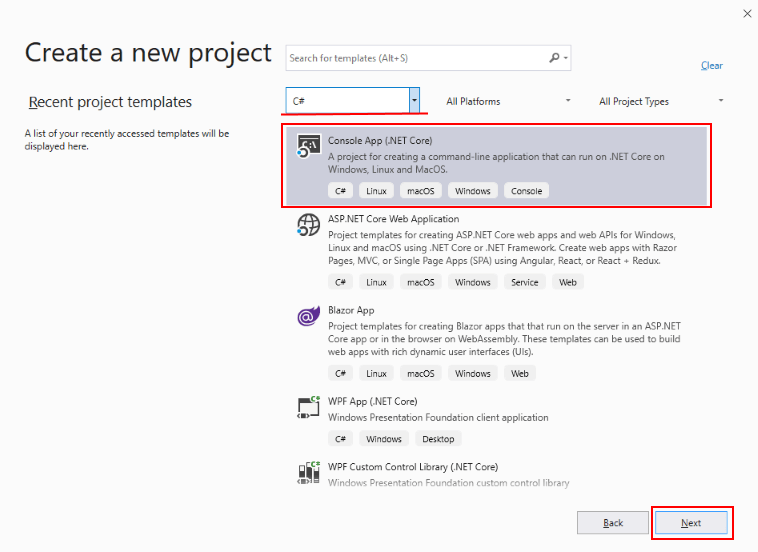 Create a new project
Search for templates (Alt+S)
Clear
Recent project templates
C#
All Platforms
All Project Types
A list of your recently accessed templates will be
displayed here.
Console App (.NET Core)
A project for creating a command-line application that can run on .NET Core on
Windows, Linux and MacOS.
C# Linux macOS Windows Console
ASP.NET Core Web Application
Project templates for creating ASP.NET Core web apps and web APIs for Windows,
Linux and macOS using .NET Core or .NET Framework. Create web apps with Razor
Pages, MVC, or Single Page Apps (SPA) using Angular, React, or React + Redux.
C# Linux macOS Windows Service Web
Blazor App
Project templates for creating Blazor apps that that run on the server in an ASP.NET
Core app or in the browser on WebAssembly. These templates can be used to build
web apps with rich dynamic user interfaces (UIs).
C# Linux macOS Windows Web
WPF App (.NET Core)
Windows Presentation Foundation client application
C# Windows Desktop
WPF Custom Control Library (.NET Core)
Windows Presentation Foundation custom control library
Back
Next